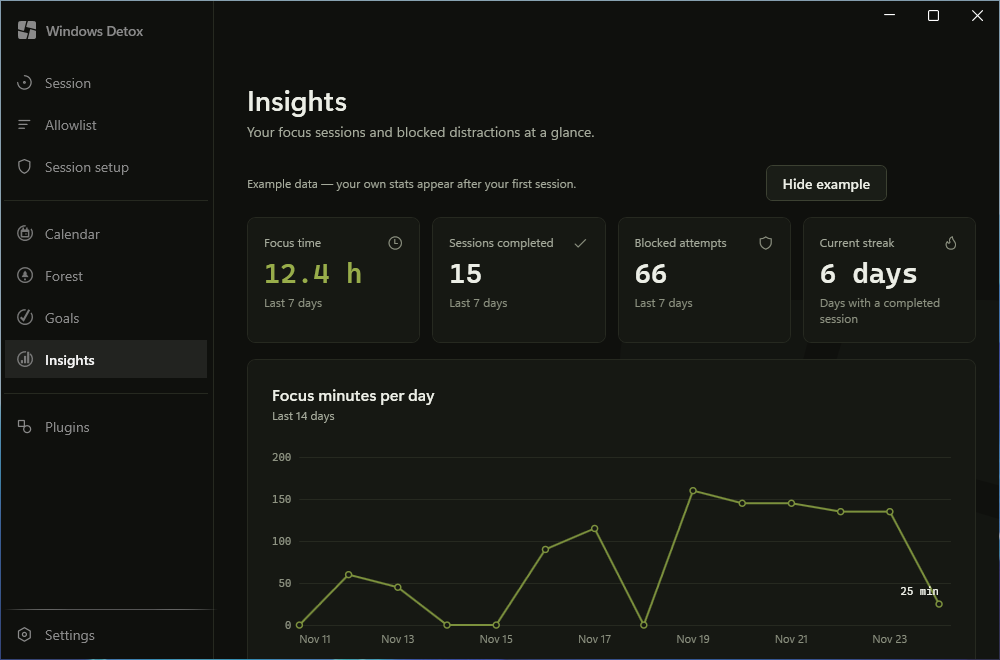 Windows Detox
Session
Allowlist
Session setup
Calendar
Forest
Goals
Insights
Plugins
Settings
Insights
Your focus sessions and blocked distractions at a glance.
Example data — your own stats appear after your first session.
Hide example
Focus time
12.4 h
Last 7 days
Sessions completed
15
Last 7 days
Blocked attempts
66
Last 7 days
Current streak
6 days
Days with a completed
session
Focus minutes per day
Last 14 days
200
150
100
50
0
25 min
Nov 11
Nov 13
Nov 15
Nov 17
Nov 19
Nov 21
Nov 23